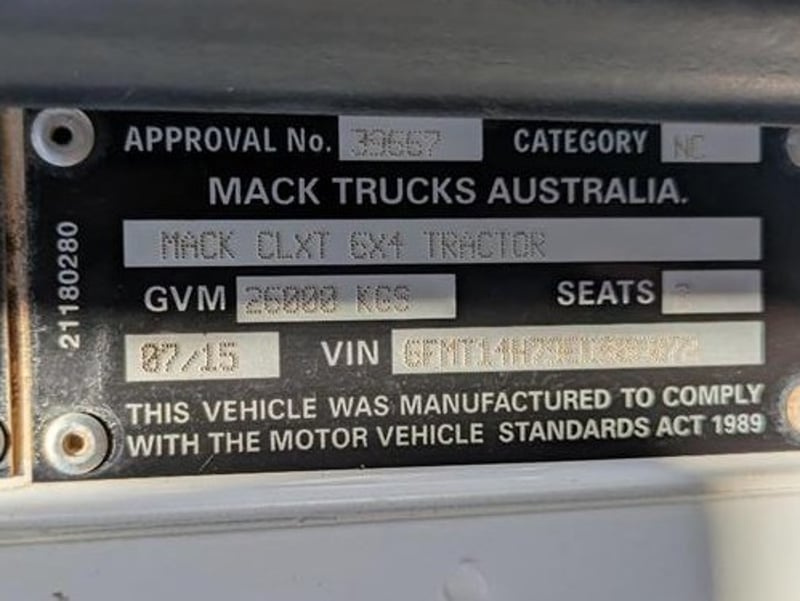 APPROVAL No. 39667 CATEGORY NC
MACK TRUCKS AUSTRALIA.
MACK CLXT 6X4 TRACTOR
GVM 26000 KGS SEATS
07/15 VIN
THIS VEHICLE WAS MANUFACTURED TO COMPLY
WITH THE MOTOR VEHICLE STANDARDS ACT 1989
21180280